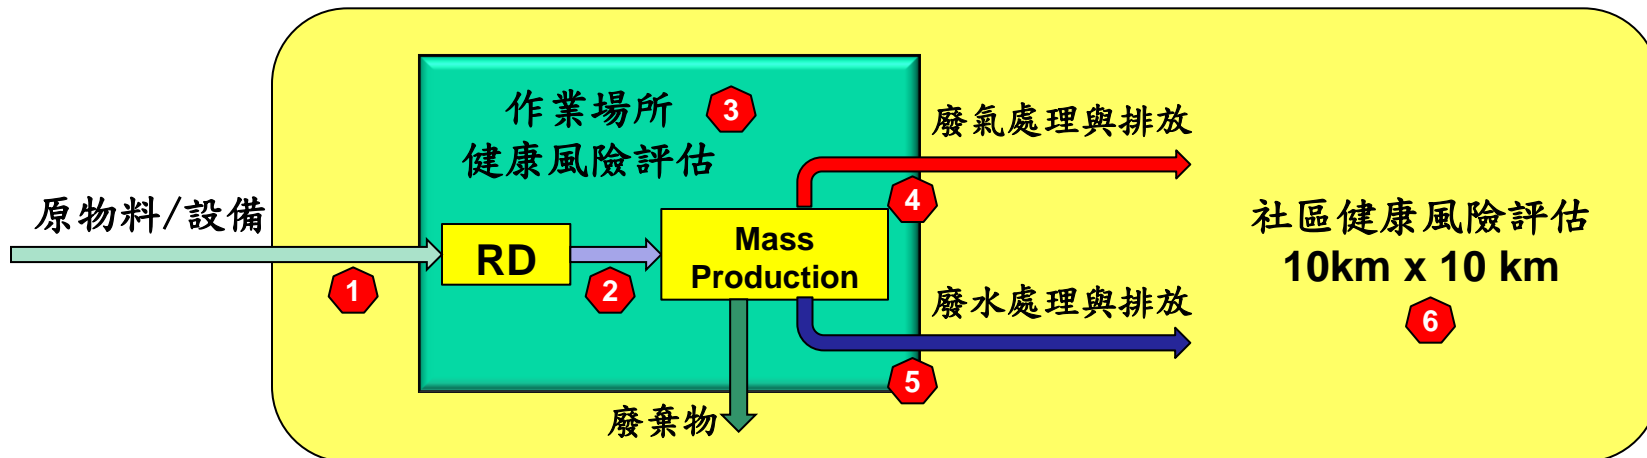 作業場所
健康風險評估
3
廢氣處理與排放
4
原物料/設備
1
RD
2
Mass
Production
社區健康風險評估
10km x 10 km
6
廢水處理與排放
5
廢棄物